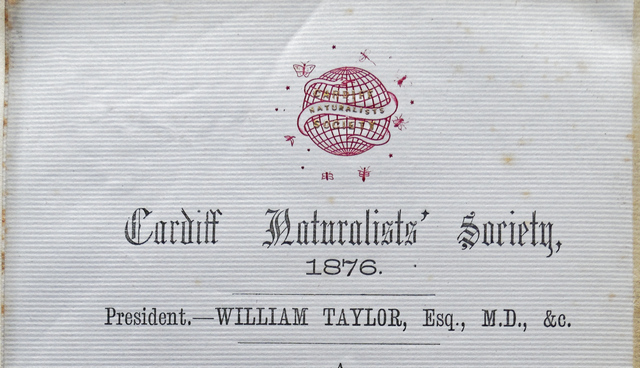 CARDIFF
NATURALISTS
SOCIETY
Cardiff Naturalists' Society,
1876.
President.—WILLIAM TAYLOR, Esq., M.D., &c.